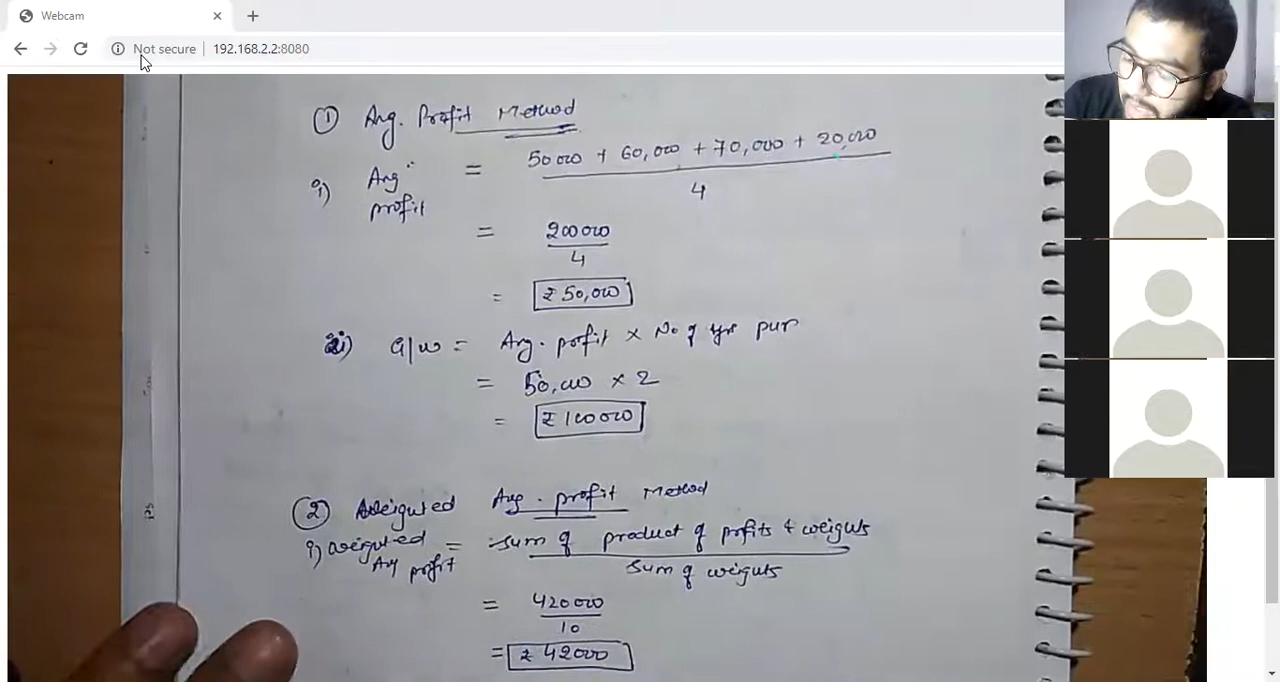 Webcam
Not secure 192.168.2.2:8080
① Avg. Profit Method
i) Avg. profit = 50000 + 60,000 + 70,000 + 20,000
4
= 200000
4
= ₹50,000
ii) G/w = Avg. profit × No of yrs pur
= 50,000 × 2
= ₹100000
② Weighted Avg. profit Method
i) Weighted Avg profit = Sum of product of profits & weights
Sum of weights
= 420000
10
= ₹42000